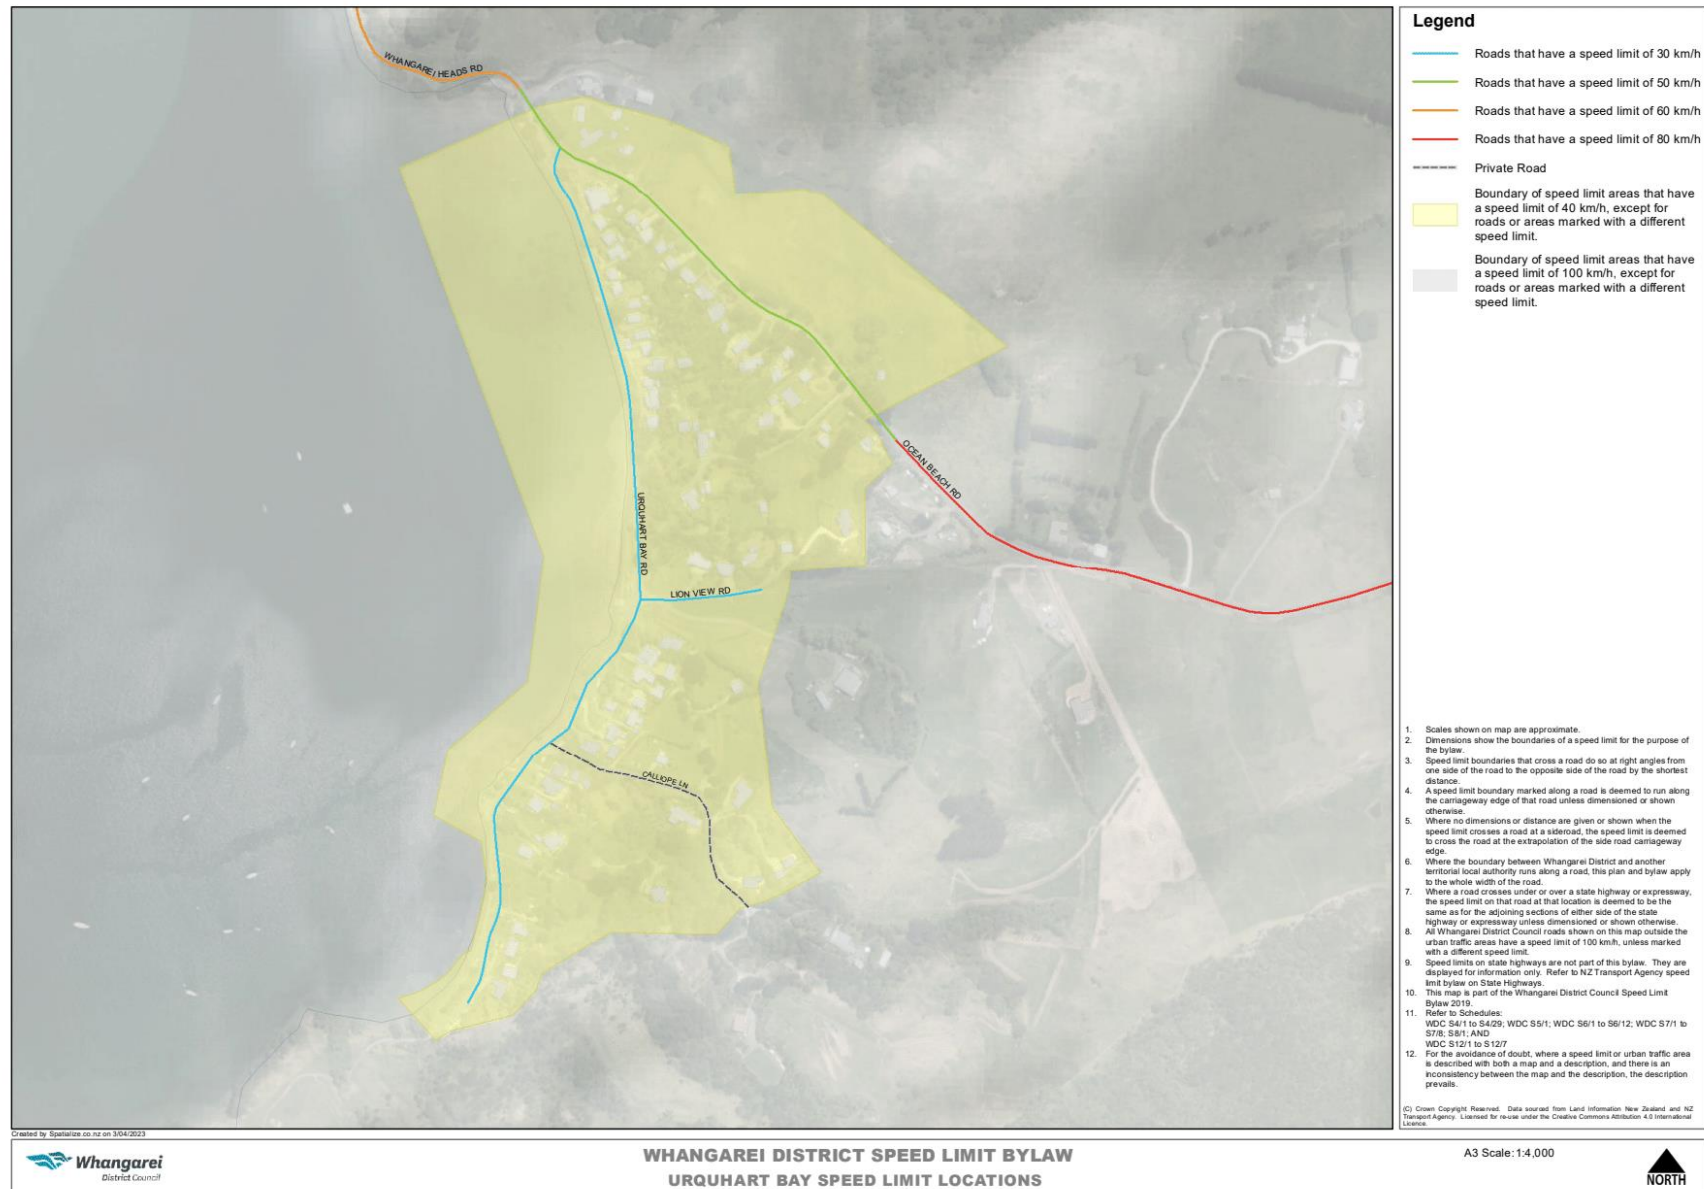 WHANGAREI HEADS RD
OCEAN BEACH RD
URQUHART BAY RD
LION VIEW RD
CALLIOPE LN
Legend
Roads that have a speed limit of 30 km/h
Roads that have a speed limit of 50 km/h
Roads that have a speed limit of 60 km/h
Roads that have a speed limit of 80 km/h
Private Road
Boundary of speed limit areas that have
a speed limit of 40 km/h, except for
roads or areas marked with a different
speed limit.
Boundary of speed limit areas that have
a speed limit of 100 km/h, except for
roads or areas marked with a different
speed limit.
1. Scales shown on map are approximate.
2. Dimensions show the boundaries of a speed limit for the purpose of
the bylaw.
3. Speed limit boundaries that cross a road do so at right angles from
one side of the road to the opposite side of the road by the shortest
distance.
4. A speed limit boundary marked along a road is deemed to run along
the carriageway edge of that road unless dimensioned or shown
otherwise.
5. Where no dimensions or distance are given or shown when the
speed limit crosses a road at a sideroad, the speed limit is deemed
to cross the road at the extrapolation of the side road carriageway
edge.
6. Where the boundary between Whangarei District and another
territorial local authority runs along a road, this plan and bylaw apply
to the whole width of the road.
7. Where a road crosses under or over a state highway or expressway,
the speed limit on that road at that location is deemed to be the
same as for the adjoining sections of either side of the state
highway or expressway unless dimensioned or shown otherwise.
8. All Whangarei District Council roads shown on this map outside the
urban traffic areas have a speed limit of 100 km/h, unless marked
with a different speed limit.
9. Speed limits on state highways are not part of this bylaw. They are
displayed for information only. Refer to NZ Transport Agency speed
limit bylaw on State Highways.
10. This map is part of the Whangarei District Council Speed Limit
Bylaw 2019.
11. Refer to Schedules:
WDC S4/1 to S4/29; WDC S5/1; WDC S6/1 to S6/12; WDC S7/1 to
S7/8; S8/1; AND
WDC S12/1 to S12/7
12. For the avoidance of doubt, where a speed limit or urban traffic area
is described with both a map and a description, and there is an
inconsistency between the map and the description, the description
prevails.
(C) Crown Copyright Reserved. Data sourced from Land Information New Zealand and NZ
Transport Agency. Licensed for re-use under the Creative Commons Attribution 4.0 International
Licence.
Created by Spatialize.co.nz on 3/04/2023
Whangarei
District Council
WHANGAREI DISTRICT SPEED LIMIT BYLAW
URQUHART BAY SPEED LIMIT LOCATIONS
A3 Scale: 1:4,000
NORTH